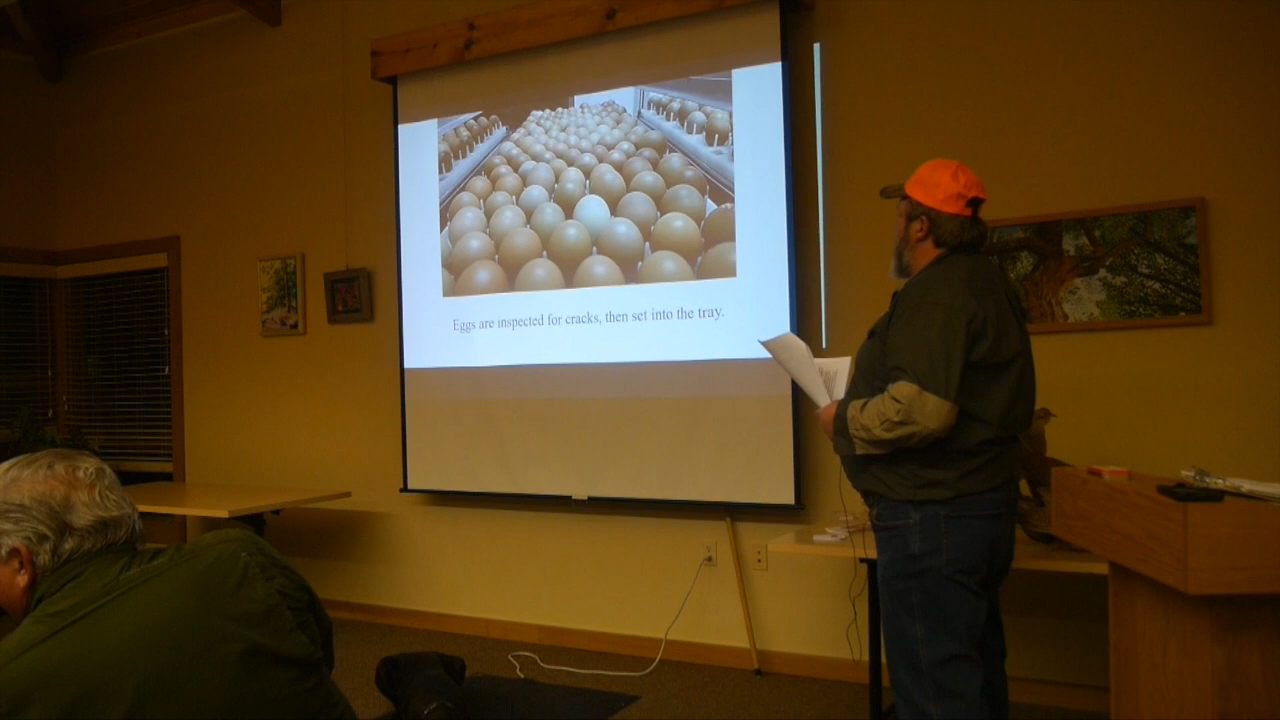 Eggs are inspected for cracks, then set into the tray.